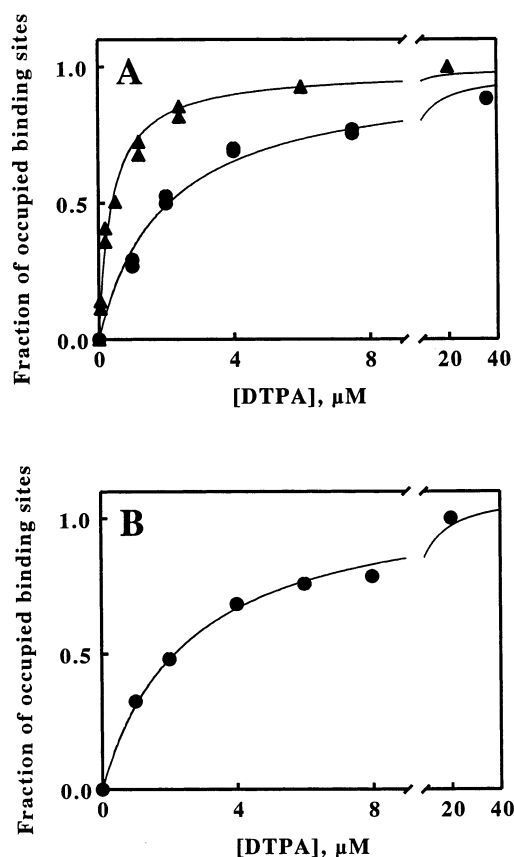 A
Fraction of occupied binding sites
1.0
0.5
0.0
0 4 8 20 40
[DTPA], µM
B
Fraction of occupied binding sites
1.0
0.5
0.0
0 4 8 20 40
[DTPA], µM